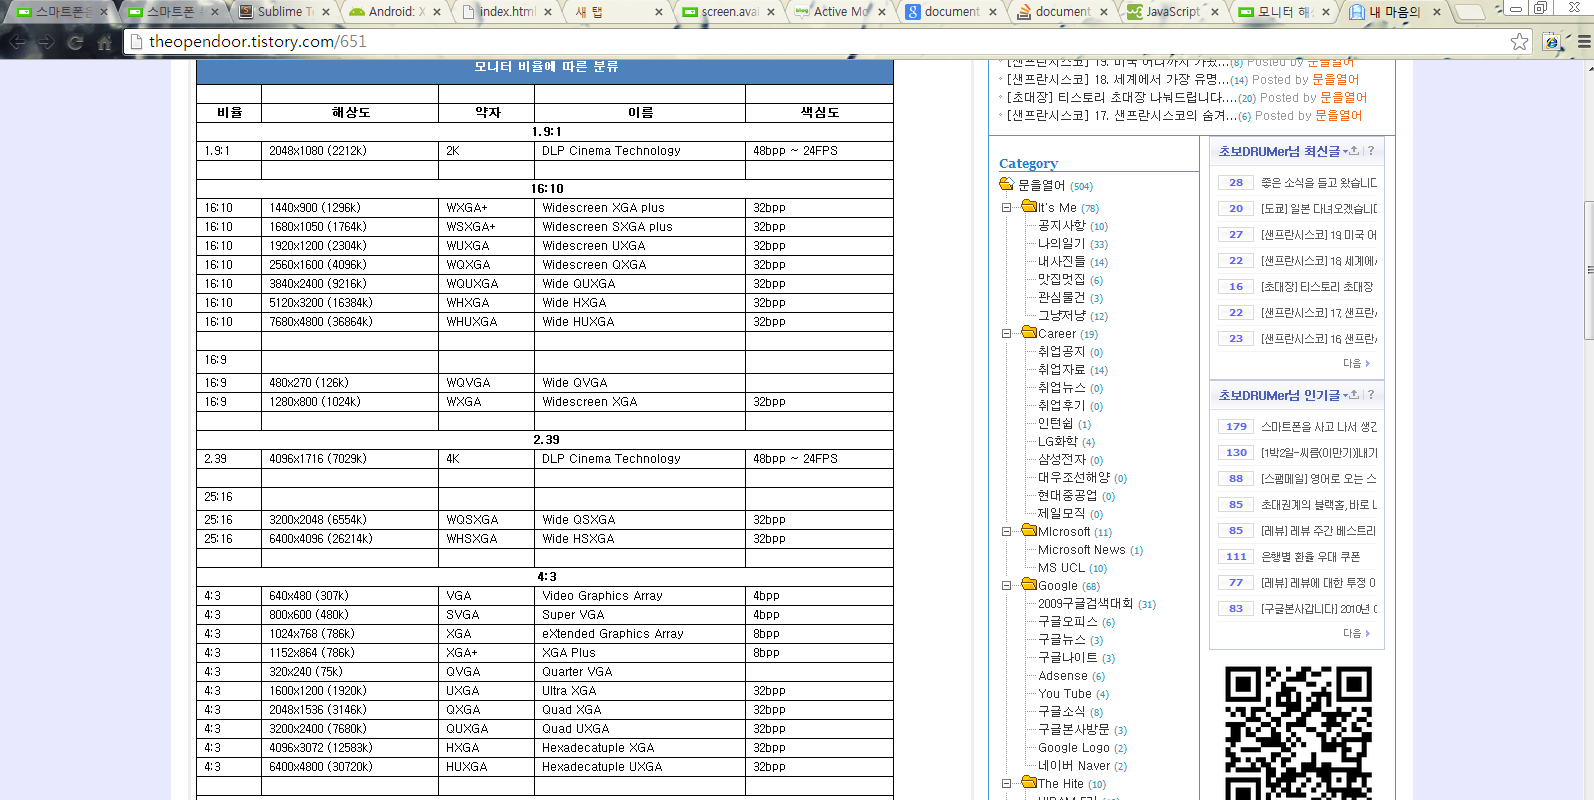 스마트폰을
스마트폰
Sublime Te
Android: X
index.html
새 탭
screen.avai
Active Mo
document
document
JavaScript
모니터 해상
내 마음의
theopendoor.tistory.com/651
모니터 비율에 따른 분류
비율 해상도 약자 이름 색심도
1.9:1
1.9:1 2048x1080 (2212k) 2K DLP Cinema Technology 48bpp ~ 24FPS
16:10
16:10 1440x900 (1296k) WXGA+ Widescreen XGA plus 32bpp
16:10 1680x1050 (1764k) WSXGA+ Widescreen SXGA plus 32bpp
16:10 1920x1200 (2304k) WUXGA Widescreen UXGA 32bpp
16:10 2560x1600 (4096k) WQXGA Widescreen QXGA 32bpp
16:10 3840x2400 (9216k) WQUXGA Wide QUXGA 32bpp
16:10 5120x3200 (16384k) WHXGA Wide HXGA 32bpp
16:10 7680x4800 (36864k) WHUXGA Wide HUXGA 32bpp
16:9
16:9 480x270 (126k) WQVGA Wide QVGA
16:9 1280x800 (1024k) WXGA Widescreen XGA 32bpp
2.39
2.39 4096x1716 (7029k) 4K DLP Cinema Technology 48bpp ~ 24FPS
25:16
25:16 3200x2048 (6554k) WQSXGA Wide QSXGA 32bpp
25:16 6400x4096 (26214k) WHSXGA Wide HSXGA 32bpp
4:3
4:3 640x480 (307k) VGA Video Graphics Array 4bpp
4:3 800x600 (480k) SVGA Super VGA 4bpp
4:3 1024x768 (786k) XGA eXtended Graphics Array 8bpp
4:3 1152x864 (786k) XGA+ XGA Plus 8bpp
4:3 320x240 (75k) QVGA Quarter VGA
4:3 1600x1200 (1920k) UXGA Ultra XGA 32bpp
4:3 2048x1536 (3146k) QXGA Quad XGA 32bpp
4:3 3200x2400 (7680k) QUXGA Quad UXGA 32bpp
4:3 4096x3072 (12583k) HXGA Hexadecatuple XGA 32bpp
4:3 6400x4800 (30720k) HUXGA Hexadecatuple UXGA 32bpp
[샌프란시스코] 19. 미국 어디까지 가봤...(8) Posted by 문을열어
[샌프란시스코] 18. 세계에서 가장 유명...(14) Posted by 문을열어
[초대장] 티스토리 초대장 나눠드립니다....(20) Posted by 문을열어
[샌프란시스코] 17. 샌프란시스코의 숨겨...(6) Posted by 문을열어
Category
문을열어 (504)
It's Me (78)
공지사항 (10)
나의일기 (33)
내사진들 (14)
맛집멋집 (6)
관심물건 (3)
그냥저냥 (12)
Career (19)
취업공지 (0)
취업자료 (14)
취업뉴스 (0)
취업후기 (0)
인턴쉽 (1)
LG화학 (4)
삼성전자 (0)
대우조선해양 (0)
현대중공업 (0)
제일모직 (0)
MIcrosoft (11)
Microsoft News (1)
MS UCL (10)
Google (68)
2009구글검색대회 (31)
구글오피스 (6)
구글뉴스 (3)
구글나이트 (3)
Adsense (6)
You Tube (4)
구글소식 (8)
구글본사방문 (3)
Google Logo (2)
네이버 Naver (2)
The Hite (10)
초보DRUMer님 최신글 ?
28 좋은 소식을 들고 왔습니다
20 [도쿄] 일본 다녀오겠습니다
27 [샌프란시스코] 19. 미국 어
22 [샌프란시스코] 18. 세계에서
16 [초대장] 티스토리 초대장
22 [샌프란시스코] 17. 샌프란시
23 [샌프란시스코] 16. 샌프란시
다음
초보DRUMer님 인기글 ?
179 스마트폰을 사고 나서 생긴
130 [1박2일-씨름(이만기)]내기
88 [스팸메일] 영어로 오는 스
85 초대권계의 블랙홀, 바로 나
85 [레뷰] 레뷰 주간 베스트리
111 은행별 환율 우대 쿠폰
77 [레뷰] 레뷰에 대한 투정 이
83 [구글본사갑니다] 2010년 0
다음